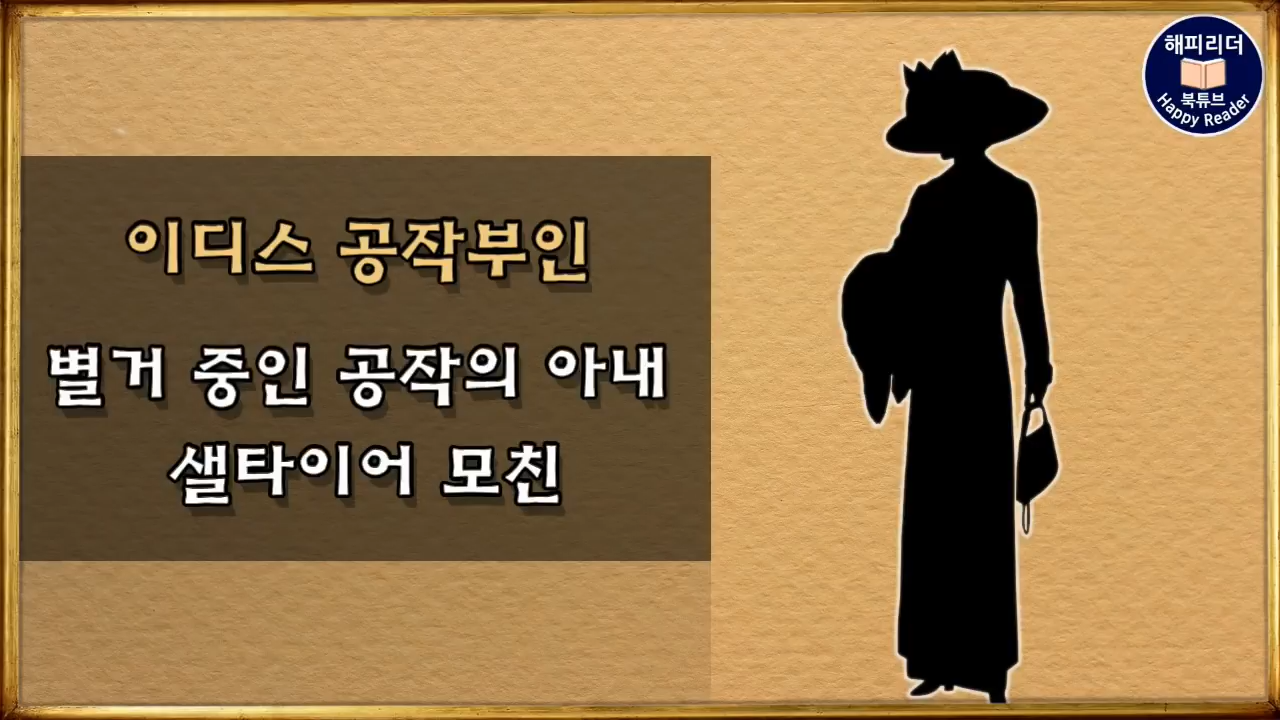 해피리더
북튜브
Happy Reader
이디스 공작부인
별거 중인 공작의 아내
샐타이어 모친